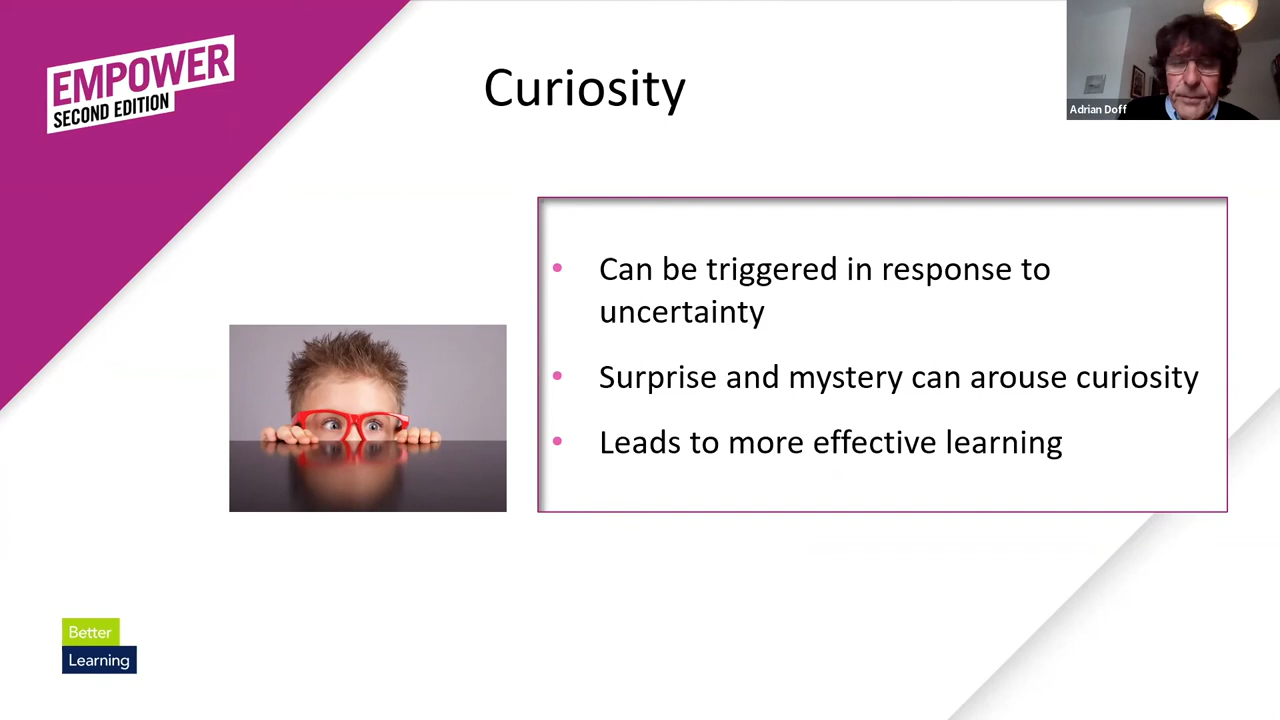 EMPOWER
SECOND EDITION
Curiosity
Adrian Doff
• Can be triggered in response to
uncertainty
• Surprise and mystery can arouse curiosity
• Leads to more effective learning
Better
Learning